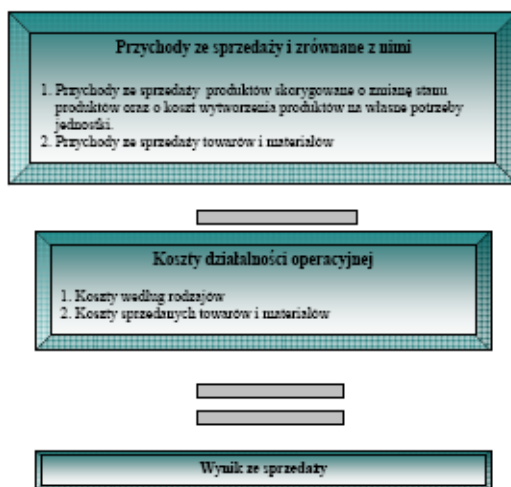 Przychody ze sprzedaży i zrównane z nimi
1. Przychody ze sprzedaży produktów skorygowane o zmianę stanu
produktów oraz o koszt wytworzenia produktów na własne potrzeby
jednostki.
2. Przychody ze sprzedaży towarów i materiałów
Koszty działalności operacyjnej
1. Koszty według rodzajów
2. Koszty sprzedanych towarów i materiałów
Wynik ze sprzedaży